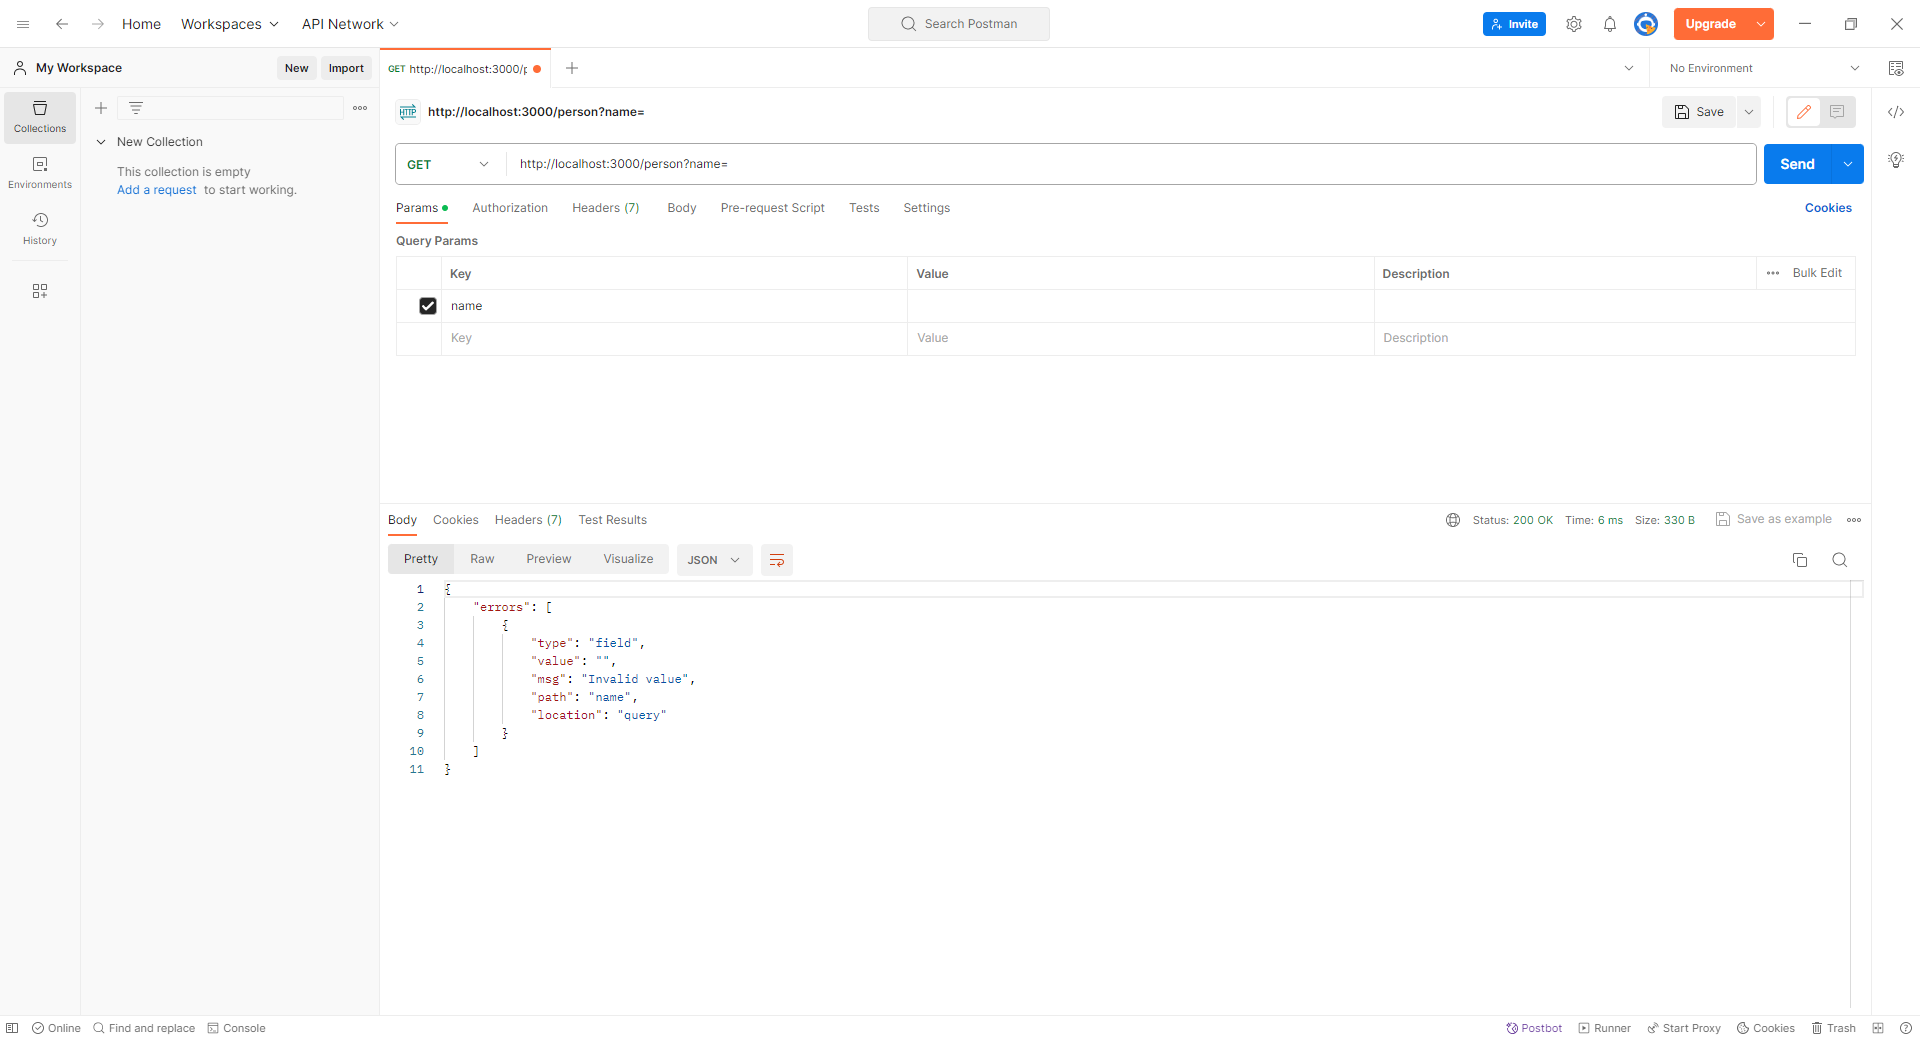 Home Workspaces API Network Search Postman Invite Upgrade
My Workspace New Import GET http://localhost:3000/p No Environment
HTTP http://localhost:3000/person?name= Save
Collections
New Collection
This collection is empty
Add a request to start working.
Environments
History
GET http://localhost:3000/person?name= Send
Params Authorization Headers (7) Body Pre-request Script Tests Settings Cookies
Query Params
Key Value Description Bulk Edit
name
Key Value Description
Body Cookies Headers (7) Test Results Status: 200 OK Time: 6 ms Size: 330 B Save as example
Pretty Raw Preview Visualize JSON
1 {
2 "errors": [
3 {
4 "type": "field",
5 "value": "",
6 "msg": "Invalid value",
7 "path": "name",
8 "location": "query"
9 }
10 ]
11 }
Online Find and replace Console Postbot Runner Start Proxy Cookies Trash